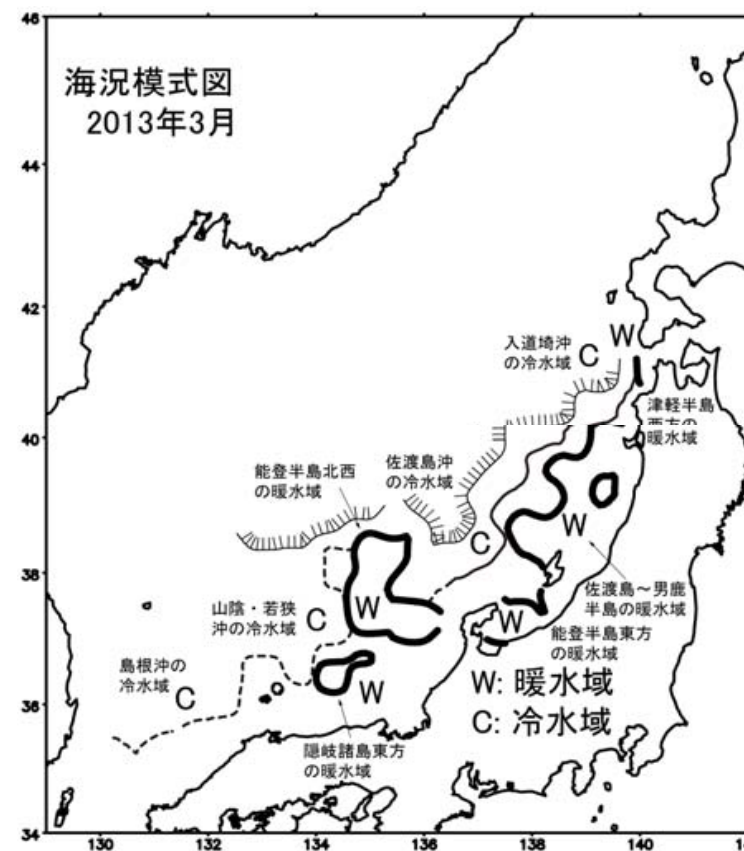 海況模式図
2013年3月
46
44
42
40
38
36
34
W
入道埼沖
の冷水域
C
津軽半島
暖水域
能登半島北西
の暖水域
佐渡島沖
の冷水域
C
W
佐渡島～男鹿
半島の暖水域
山陰・若狭
沖の冷水域
C
W
W
能登半島東方
の暖水域
島根沖の
冷水域
C
W
隠岐諸島東方
の暖水域
W: 暖水域
C: 冷水域
130
132
134
136
138
140